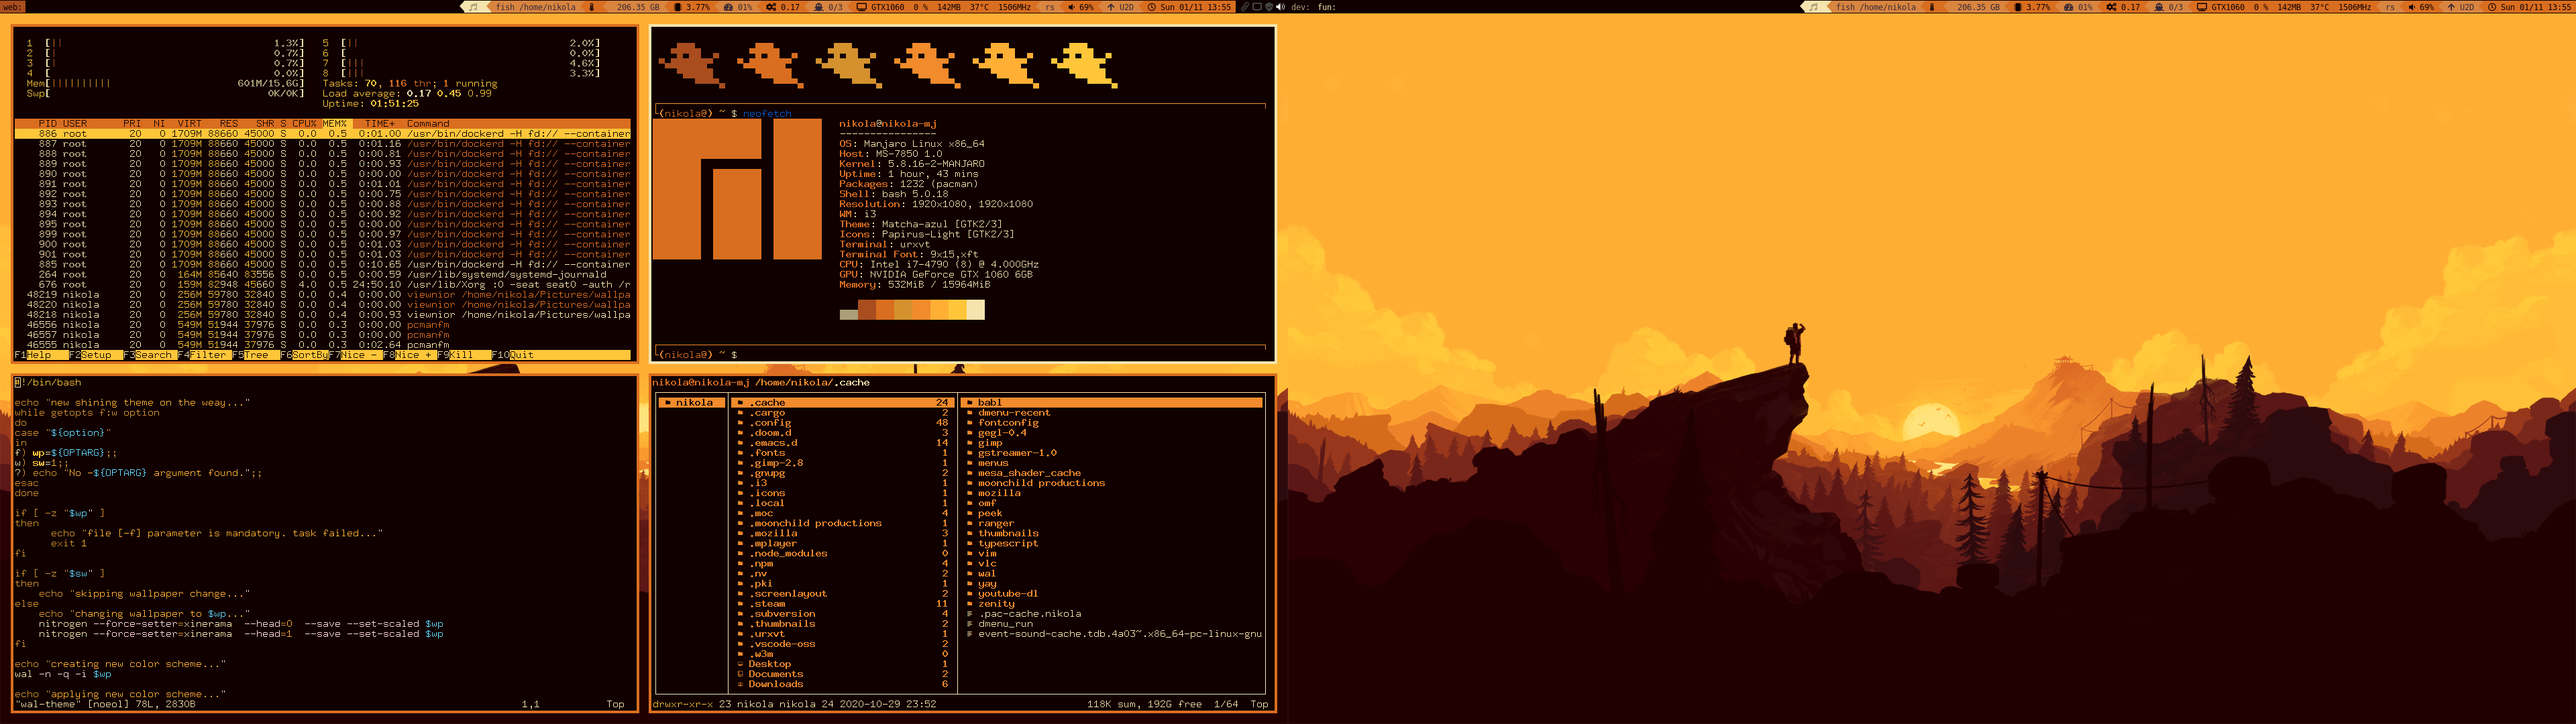 web:
fish /home/nikola 206.35 GB 3.77% 01% 0.17 0/3 GTX1060 0 % 142MB 37°C 1506MHz rs 69% U2D Sun 01/11 13:55
dev: fun:
fish /home/nikola 206.35 GB 3.77% 01% 0.17 0/3 GTX1060 0 % 142MB 37°C 1506MHz rs 69% U2D Sun 01/11 13:55
1 [|| 1.3%] 5 [|| 2.0%]
2 [| 0.7%] 6 [ 0.0%]
3 [| 0.7%] 7 [||| 4.6%]
4 [ 0.0%] 8 [||| 3.3%]
Mem[|||||||||| 601M/15.6G] Tasks: 70, 116 thr; 1 running
Swp[ 0K/0K] Load average: 0.17 0.45 0.99
Uptime: 01:51:25
PID USER PRI NI VIRT RES SHR S CPU% MEM% TIME+ Command
886 root 20 0 1709M 88660 45000 S 0.0 0.5 0:01.00 /usr/bin/dockerd -H fd:// --container
887 root 20 0 1709M 88660 45000 S 0.0 0.5 0:01.16 /usr/bin/dockerd -H fd:// --container
888 root 20 0 1709M 88660 45000 S 0.0 0.5 0:00.81 /usr/bin/dockerd -H fd:// --container
889 root 20 0 1709M 88660 45000 S 0.0 0.5 0:00.93 /usr/bin/dockerd -H fd:// --container
890 root 20 0 1709M 88660 45000 S 0.0 0.5 0:00.00 /usr/bin/dockerd -H fd:// --container
891 root 20 0 1709M 88660 45000 S 0.0 0.5 0:01.01 /usr/bin/dockerd -H fd:// --container
892 root 20 0 1709M 88660 45000 S 0.0 0.5 0:00.75 /usr/bin/dockerd -H fd:// --container
893 root 20 0 1709M 88660 45000 S 0.0 0.5 0:00.88 /usr/bin/dockerd -H fd:// --container
894 root 20 0 1709M 88660 45000 S 0.0 0.5 0:00.92 /usr/bin/dockerd -H fd:// --container
895 root 20 0 1709M 88660 45000 S 0.0 0.5 0:00.00 /usr/bin/dockerd -H fd:// --container
899 root 20 0 1709M 88660 45000 S 0.0 0.5 0:00.97 /usr/bin/dockerd -H fd:// --container
900 root 20 0 1709M 88660 45000 S 0.0 0.5 0:01.03 /usr/bin/dockerd -H fd:// --container
901 root 20 0 1709M 88660 45000 S 0.0 0.5 0:01.03 /usr/bin/dockerd -H fd:// --container
885 root 20 0 1709M 88660 45000 S 0.0 0.5 0:10.65 /usr/bin/dockerd -H fd:// --container
264 root 20 0 164M 85640 83556 S 0.0 0.5 0:00.59 /usr/lib/systemd/systemd-journald
676 root 20 0 159M 82948 45660 S 4.0 0.5 24:50.10 /usr/lib/Xorg :0 -seat seat0 -auth /r
48219 nikola 20 0 256M 59780 32840 S 0.0 0.4 0:00.00 viewnior /home/nikola/Pictures/wallpa
48220 nikola 20 0 256M 59780 32840 S 0.0 0.4 0:00.00 viewnior /home/nikola/Pictures/wallpa
48218 nikola 20 0 256M 59780 32840 S 0.0 0.4 0:00.93 viewnior /home/nikola/Pictures/wallpa
46556 nikola 20 0 549M 51944 37976 S 0.0 0.3 0:00.00 pcmanfm
46557 nikola 20 0 549M 51944 37976 S 0.0 0.3 0:00.00 pcmanfm
46555 nikola 20 0 549M 51944 37976 S 0.0 0.3 0:02.64 pcmanfm
F1Help F2Setup F3Search F4Filter F5Tree F6SortBy F7Nice - F8Nice + F9Kill F10Quit
(nikola@) ~ $ neofetch
nikola@nikola-mj
----------------
OS: Manjaro Linux x86_64
Host: MS-7850 1.0
Kernel: 5.8.16-2-MANJARO
Uptime: 1 hour, 43 mins
Packages: 1232 (pacman)
Shell: bash 5.0.18
Resolution: 1920x1080, 1920x1080
WM: i3
Theme: Matcha-azul [GTK2/3]
Icons: Papirus-Light [GTK2/3]
Terminal: urxvt
Terminal Font: 9x15,xft
CPU: Intel i7-4790 (8) @ 4.000GHz
GPU: NVIDIA GeForce GTX 1060 6GB
Memory: 532MiB / 15964MiB
(nikola@) ~ $
#!/bin/bash
echo "new shining theme on the weay..."
while getopts f:w option
do
case "${option}"
in
f) wp=${OPTARG};;
w) sw=1;;
?) echo "No -${OPTARG} argument found.";;
esac
done
if [ -z "$wp" ]
then
echo "file [-f] parameter is mandatory. task failed..."
exit 1
fi
if [ -z "$sw" ]
then
echo "skipping wallpaper change..."
else
echo "changing wallpaper to $wp..."
nitrogen --force-setter=xinerama --head=0 --save --set-scaled $wp
nitrogen --force-setter=xinerama --head=1 --save --set-scaled $wp
fi
echo "creating new color scheme..."
wal -n -q -i $wp
echo "applying new color scheme..."
"wal-theme" [noeol] 78L, 2830B 1,1 Top
nikola@nikola-mj /home/nikola/.cache
nikola .cache 24 babl
.cargo 2 dmenu-recent
.config 48 fontconfig
.doom.d 3 gegl-0.4
.emacs.d 14 gimp
.fonts 1 gstreamer-1.0
.gimp-2.8 1 menus
.gnupg 2 mesa_shader_cache
.i3 1 moonchild productions
.icons 1 mozilla
.local 1 omf
.moc 4 peek
.moonchild productions 1 ranger
.mozilla 3 thumbnails
.mplayer 1 typescript
.node_modules 0 vim
.npm 4 vlc
.nv 2 wal
.pki 1 yay
.screenlayout 2 youtube-dl
.steam 11 zenity
.subversion 4 .pac-cache.nikola
.thumbnails 2 dmenu_run
.urxvt 1 event-sound-cache.tdb.4a03~.x86_64-pc-linux-gnu
.vscode-oss 2
.w3m 0
Desktop 1
Documents 2
Downloads 6
drwxr-xr-x 23 nikola nikola 24 2020-10-29 23:52 118K sum, 192G free 1/64 Top